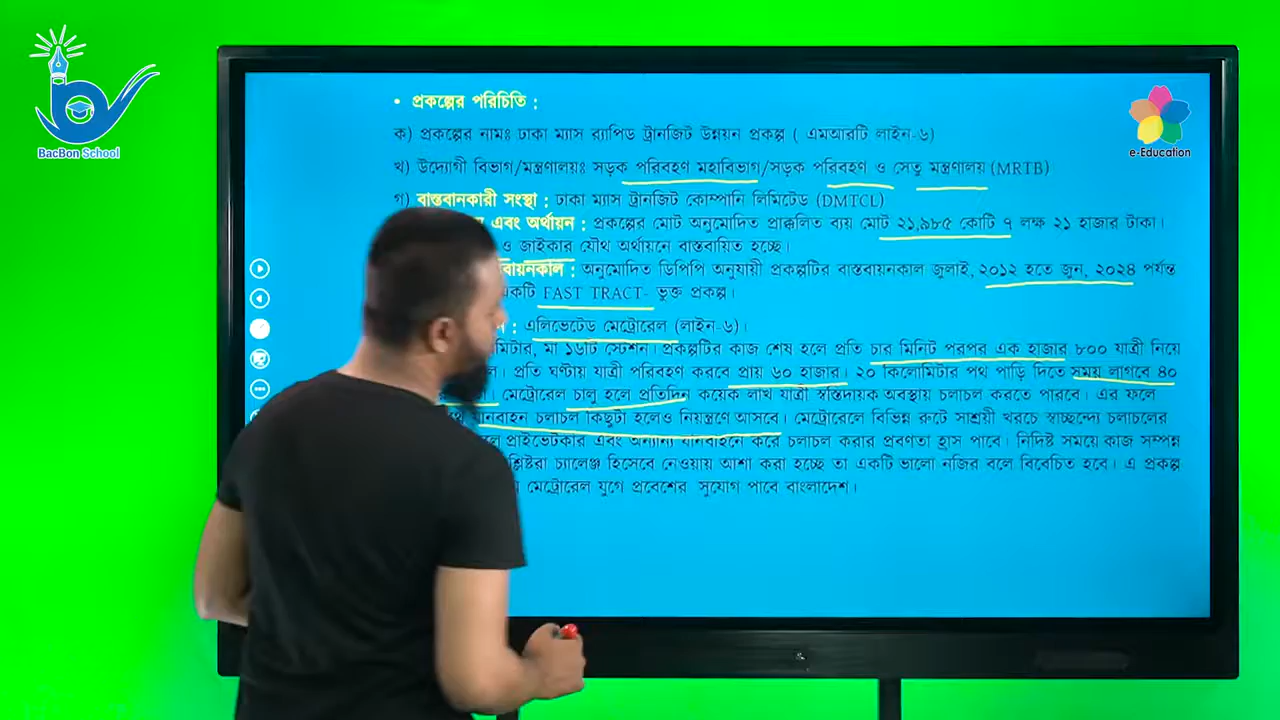 BacBon School
e-Education
• প্রকল্পের পরিচিতি :
ক) প্রকল্পের নামঃ ঢাকা ম্যাস র‍্যাপিড ট্রানজিট উন্নয়ন প্রকল্প ( এমআরটি লাইন-৬)
খ) উদ্যোগী বিভাগ/মন্ত্রণালয়ঃ সড়ক পরিবহণ মহাবিভাগ/সড়ক পরিবহণ ও সেতু মন্ত্রণালয় (MRTB)
গ) বাস্তবানকারী সংস্থা : ঢাকা ম্যাস ট্রানজিট কোম্পানি লিমিটেড (DMTCL)
এবং অর্থায়ন : প্রকল্পের মোট অনুমোদিত প্রাক্কলিত ব্যয় মোট ২১,৯৮৫ কোটি ৭ লক্ষ ২১ হাজার টাকা।
ও জাইকার যৌথ অর্থায়নে বাস্তবায়িত হচ্ছে।
: অনুমোদিত ডিপিপি অনুযায়ী প্রকল্পটির বাস্তবায়নকাল জুলাই, ২০১২ হতে জুন, ২০২৪ পর্যন্ত
FAST TRACT- ভুক্ত প্রকল্প।
: এলিভেটেড মেট্রোরেল (লাইন-৬)।
মা ১৬টি স্টেশন। প্রকল্পটির কাজ শেষ হলে প্রতি চার মিনিট পরপর এক হাজার ৮০০ যাত্রী নিয়ে
প্রতি ঘণ্টায় যাত্রী পরিবহণ করবে প্রায় ৬০ হাজার। ২০ কিলোমিটার পথ পাড়ি দিতে সময় লাগবে ৪০
মেট্রোরেল চালু হলে প্রতিদিন কয়েক লাখ যাত্রী স্বস্তিদায়ক অবস্থায় চলাচল করতে পারবে। এর ফলে
যানবাহন চলাচল কিছুটা হলেও নিয়ন্ত্রণে আসবে। মেট্রোরেলে বিভিন্ন রুটে সাশ্রয়ী খরচে স্বাচ্ছন্দ্যে চলাচলের
প্রাইভেটকার এবং অন্যান্য যানবাহনে করে চলাচল করার প্রবণতা হ্রাস পাবে। নিদিষ্ট সময়ে কাজ সম্পন্ন
চ্যালেঞ্জ হিসেবে নেওয়ায় আশা করা হচ্ছে তা একটি ভালো নজির বলে বিবেচিত হবে। এ প্রকল্প
মেট্রোরেল যুগে প্রবেশের সুযোগ পাবে বাংলাদেশ।